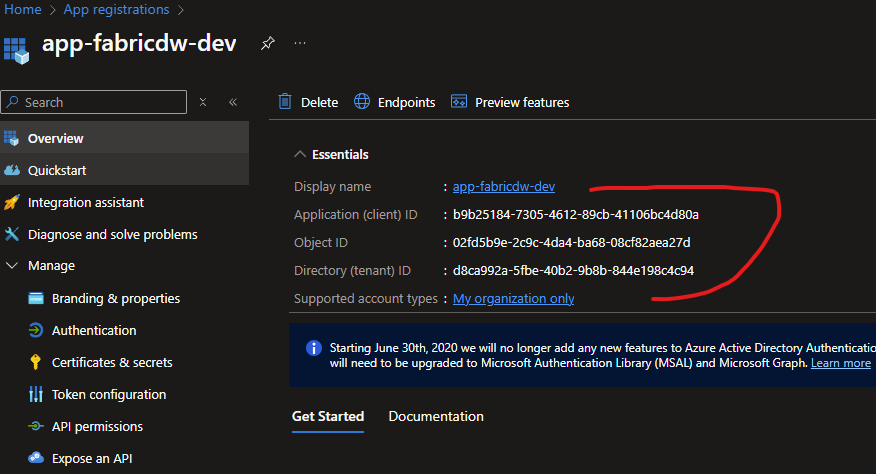 Home > App registrations >
app-fabricdw-dev
Search
Delete
Endpoints
Preview features
Overview
Quickstart
Integration assistant
Diagnose and solve problems
Manage
Branding & properties
Authentication
Certificates & secrets
Token configuration
API permissions
Expose an API
Essentials
Display name : app-fabricdw-dev
Application (client) ID : b9b25184-7305-4612-89cb-41106bc4d80a
Object ID : 02fd5b9e-2c9c-4da4-ba68-08cf82aea27d
Directory (tenant) ID : d8ca992a-5fbe-40b2-9b8b-844e198c4c94
Supported account types : My organization only
Starting June 30th, 2020 we will no longer add any new features to Azure Active Directory Authenticatio
will need to be upgraded to Microsoft Authentication Library (MSAL) and Microsoft Graph. Learn more
Get Started
Documentation